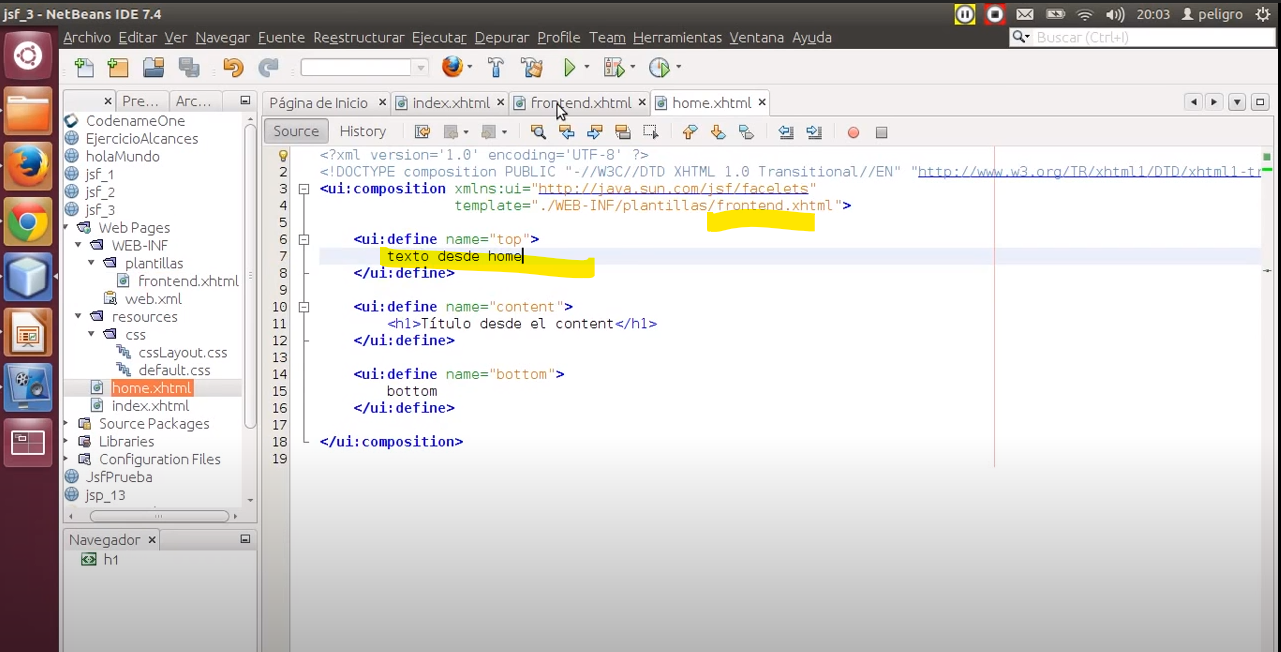 jsf_3 - NetBeans IDE 7.4
20:03 peligro
Archivo Editar Ver Navegar Fuente Reestructurar Ejecutar Depurar Profile Team Herramientas Ventana Ayuda
Buscar (Ctrl+I)
Pre... Arc...
Página de Inicio index.xhtml frontend.xhtml home.xhtml
Source History
CodenameOne
EjercicioAlcances
holaMundo
jsf_1
jsf_2
jsf_3
Web Pages
WEB-INF
plantillas
frontend.xhtml
web.xml
resources
css
cssLayout.css
default.css
home.xhtml
index.xhtml
Source Packages
Libraries
Configuration Files
JsfPrueba
jsp_13
Navegador
h1
<?xml version='1.0' encoding='UTF-8' ?>
2 <!DOCTYPE composition PUBLIC "-//W3C//DTD XHTML 1.0 Transitional//EN" "http://www.w3.org/TR/xhtml1/DTD/xhtml1-tr
3 <ui:composition xmlns:ui="http://java.sun.com/jsf/facelets"
4 template="./WEB-INF/plantillas/frontend.xhtml">
5
6 <ui:define name="top">
7 texto desde home
8 </ui:define>
9
10 <ui:define name="content">
11 <h1>Título desde el content</h1>
12 </ui:define>
13
14 <ui:define name="bottom">
15 bottom
16 </ui:define>
17
18 </ui:composition>
19